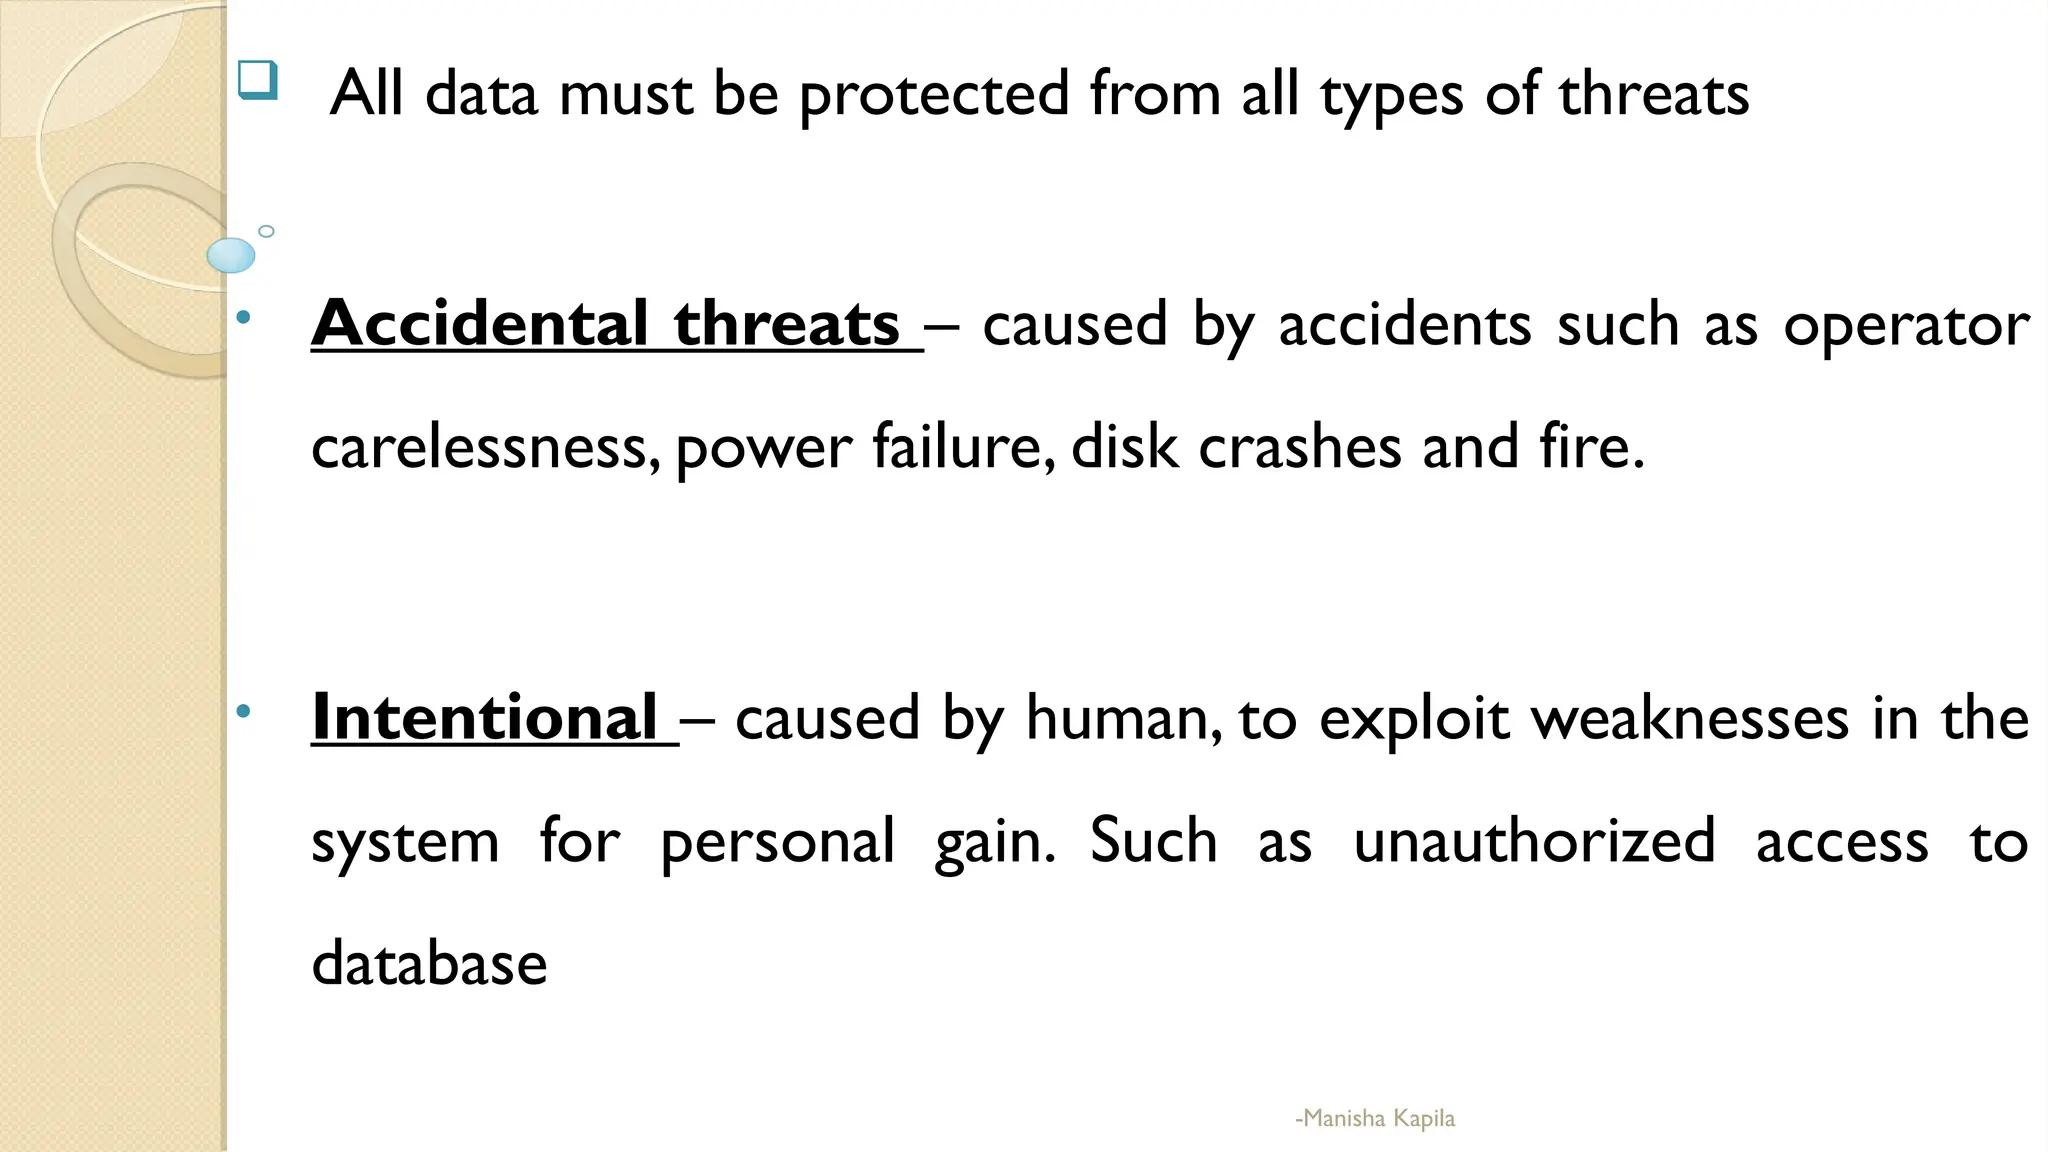 All data must be protected from all types of threats
Accidental threats – caused by accidents such as operator
carelessness, power failure, disk crashes and fire.
Intentional – caused by human, to exploit weaknesses in the
system for personal gain. Such as unauthorized access to
database
-Manisha Kapila